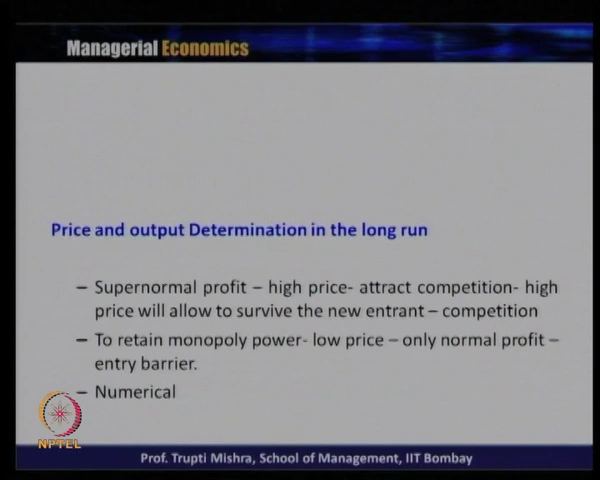 Managerial Economics
Price and output Determination in the long run
– Supernormal profit – high price- attract competition- high
price will allow to survive the new entrant – competition
– To retain monopoly power- low price – only normal profit –
entry barrier.
– Numerical
NPTEL
Prof. Trupti Mishra, School of Management, IIT Bombay